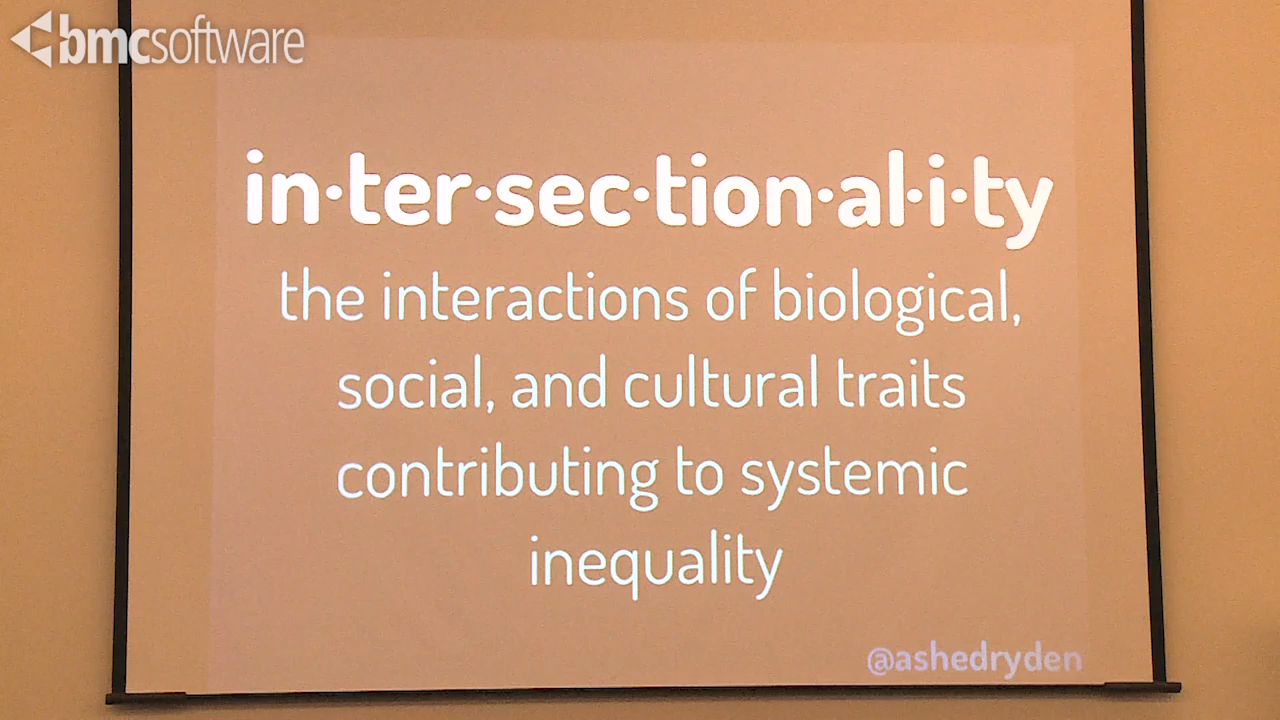 bmcsoftware
in·ter·sec·tion·al·i·ty
the interactions of biological,
social, and cultural traits
contributing to systemic
inequality
@ashedryden